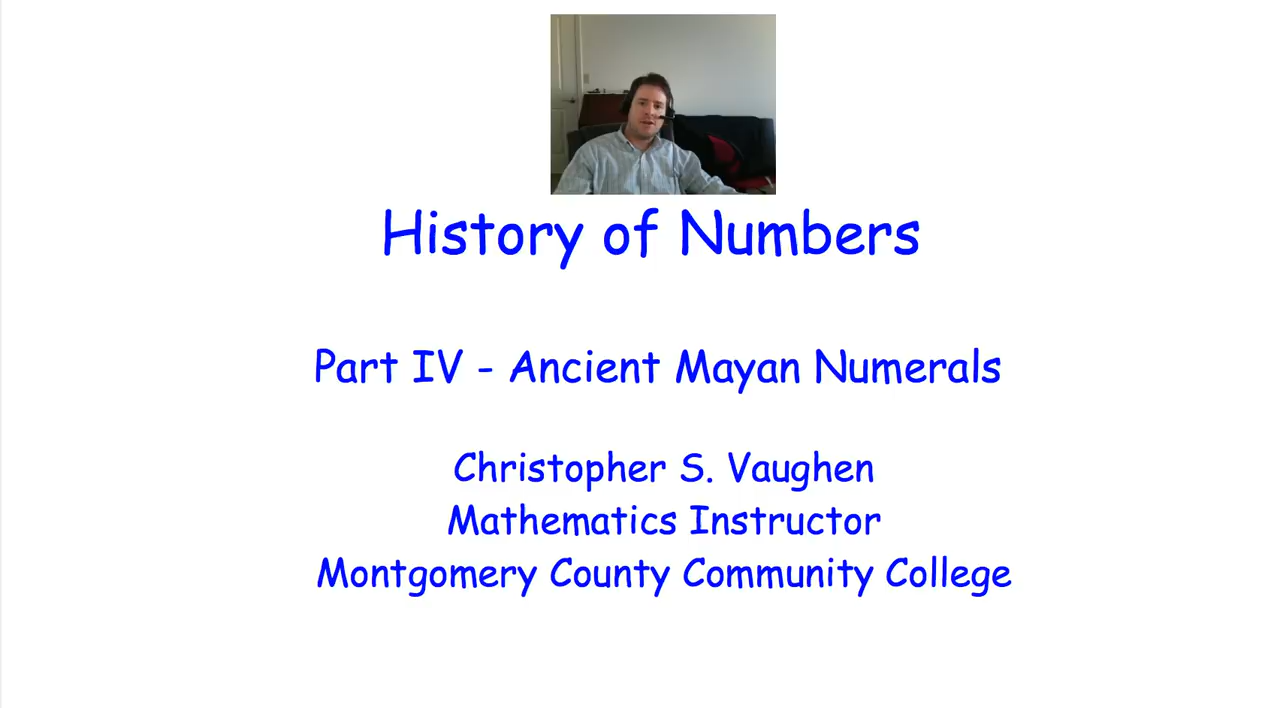 History of Numbers
Part IV - Ancient Mayan Numerals
Christopher S. Vaughen
Mathematics Instructor
Montgomery County Community College